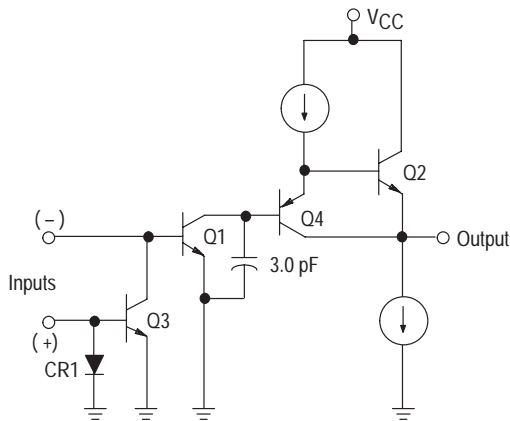 VCC
Q2
Q4
(−)
Q1
Output
3.0 pF
Inputs
Q3
(+)
CR1